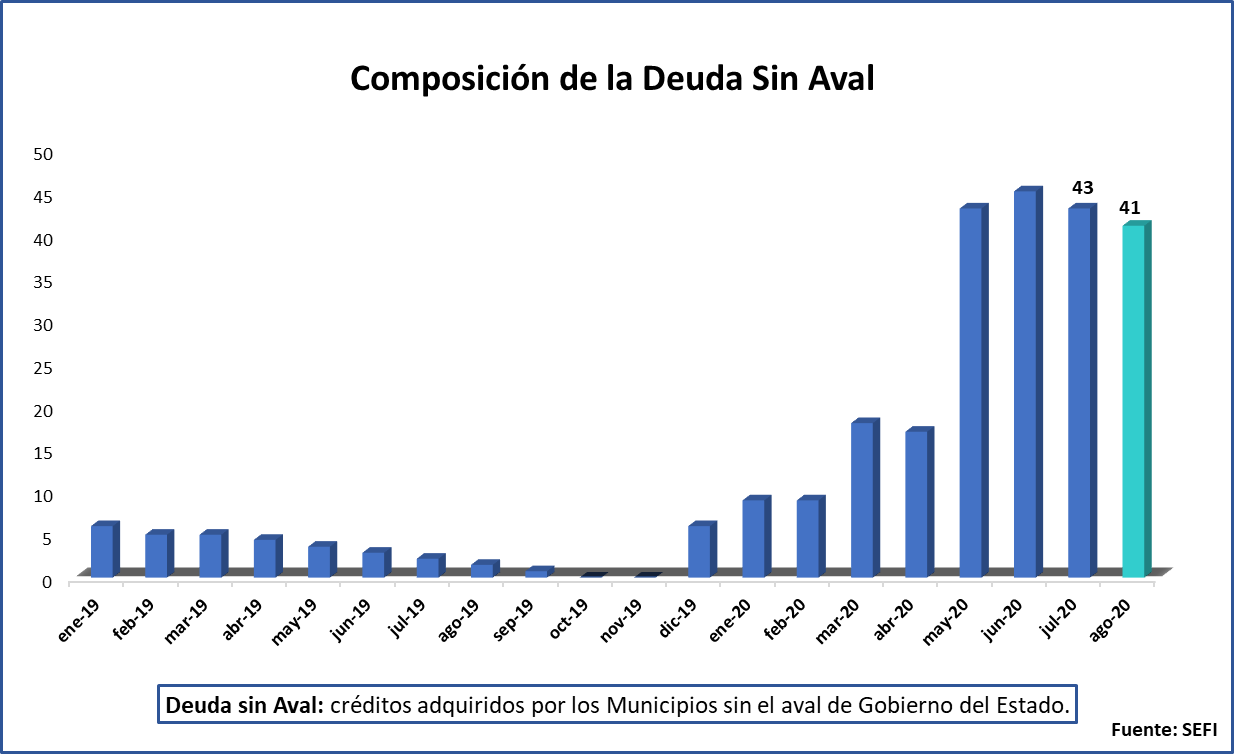 Composición de la Deuda Sin Aval
50
45
40
35
30
25
20
15
10
5
0
43
41
ene-19
feb-19
mar-19
abr-19
may-19
jun-19
jul-19
ago-19
sep-19
oct-19
nov-19
dic-19
ene-20
feb-20
mar-20
abr-20
may-20
jun-20
jul-20
ago-20
Deuda sin Aval: créditos adquiridos por los Municipios sin el aval de Gobierno del Estado.
Fuente: SEFI